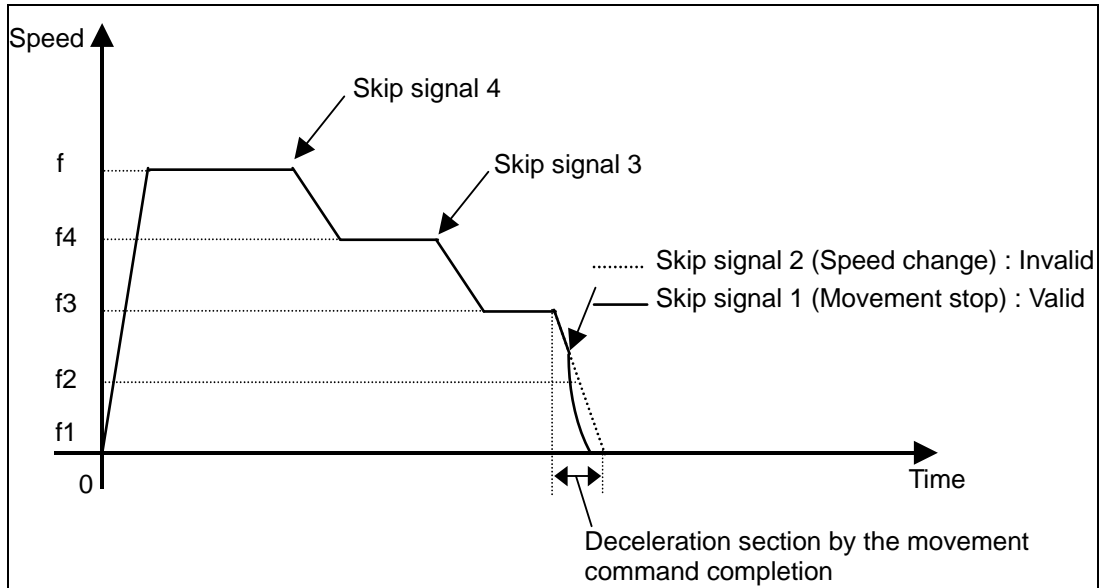 Speed
Skip signal 4
f
Skip signal 3
f4
Skip signal 2 (Speed change) : Invalid
f3
Skip signal 1 (Movement stop) : Valid
f2
f1
0
Time
Deceleration section by the movement
command completion